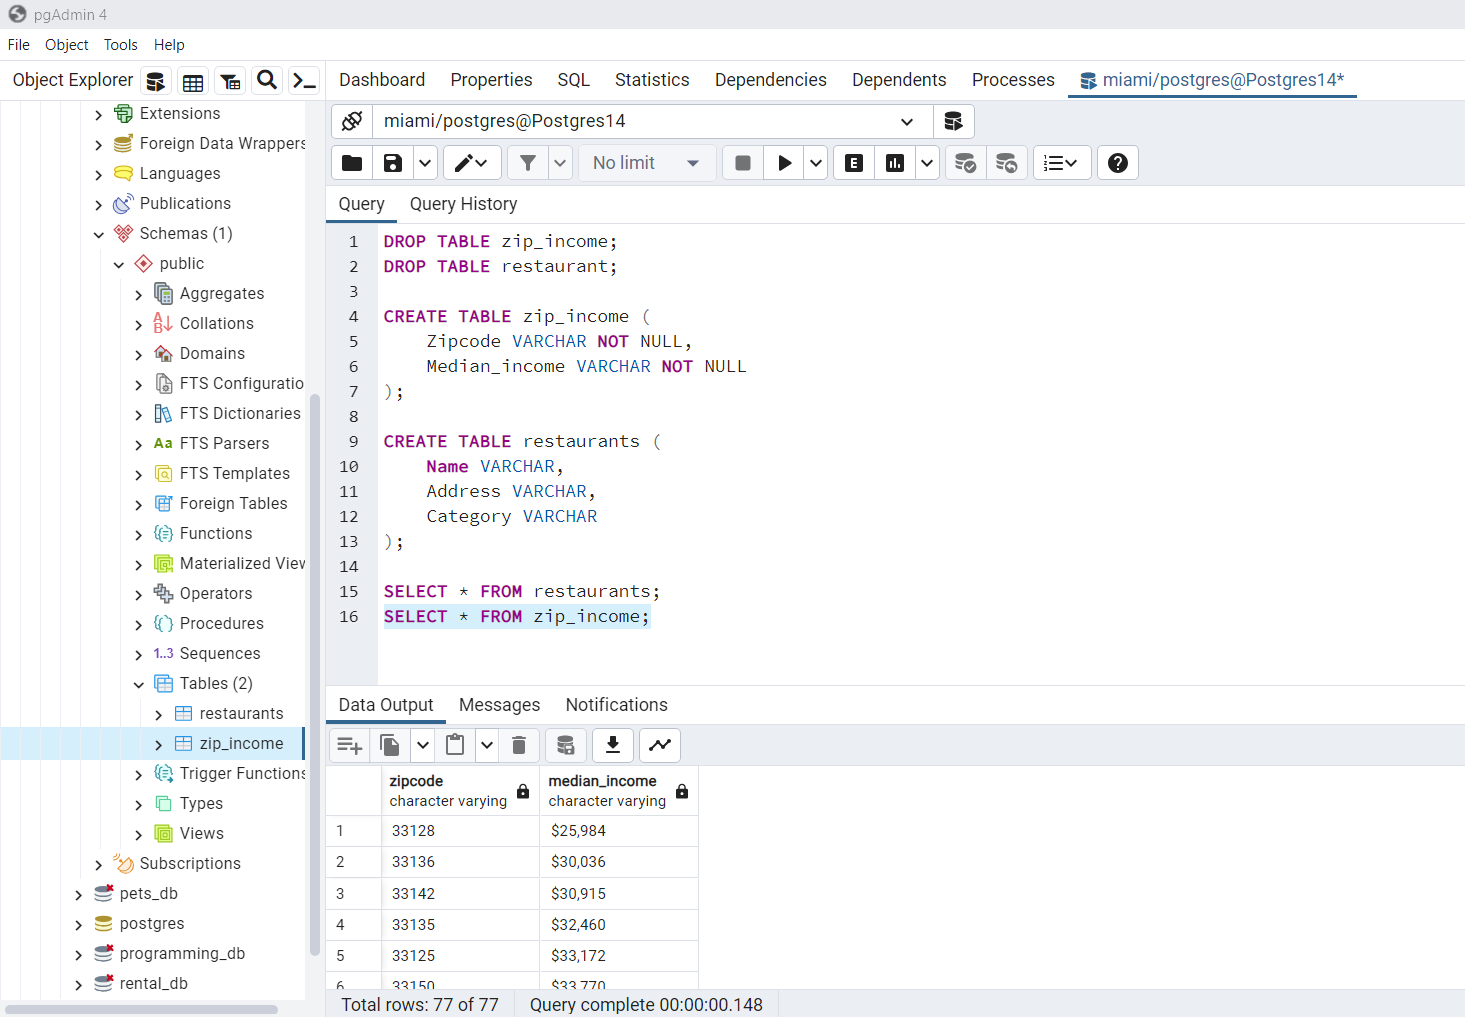 pgAdmin 4
File Object Tools Help
Object Explorer
Dashboard Properties SQL Statistics Dependencies Dependents Processes miami/postgres@Postgres14*
Extensions
Foreign Data Wrappers
Languages
Publications
Schemas (1)
public
Aggregates
Collations
Domains
FTS Configuratio
FTS Dictionaries
Aa FTS Parsers
FTS Templates
Foreign Tables
Functions
Materialized View
Operators
Procedures
1..3 Sequences
Tables (2)
restaurants
zip_income
Trigger Functions
Types
Views
Subscriptions
pets_db
postgres
programming_db
rental_db
miami/postgres@Postgres14
No limit
E
Query Query History
1 DROP TABLE zip_income;
2 DROP TABLE restaurant;
3
4 CREATE TABLE zip_income (
5 Zipcode VARCHAR NOT NULL,
6 Median_income VARCHAR NOT NULL
7 );
8
9 CREATE TABLE restaurants (
10 Name VARCHAR,
11 Address VARCHAR,
12 Category VARCHAR
13 );
14
15 SELECT * FROM restaurants;
16 SELECT * FROM zip_income;
Data Output Messages Notifications
zipcode median_income
character varying character varying
1 33128 $25,984
2 33136 $30,036
3 33142 $30,915
4 33135 $32,460
5 33125 $33,172
6 33150 $33,770
Total rows: 77 of 77 Query complete 00:00:00.148